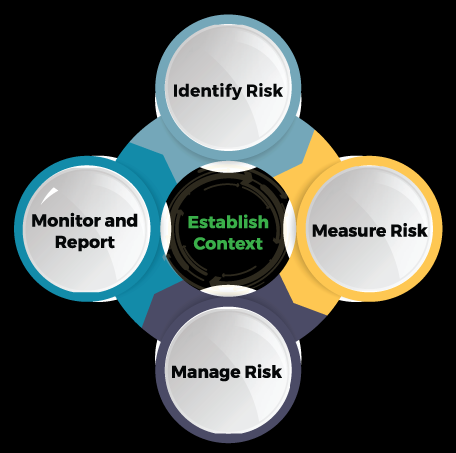 Identify Risk
Monitor and
Report
Establish
Context
Measure Risk
Manage Risk